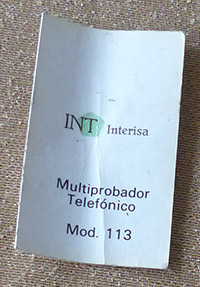 INT Interisa
Multiprobador
Telefónico
Mod. 113